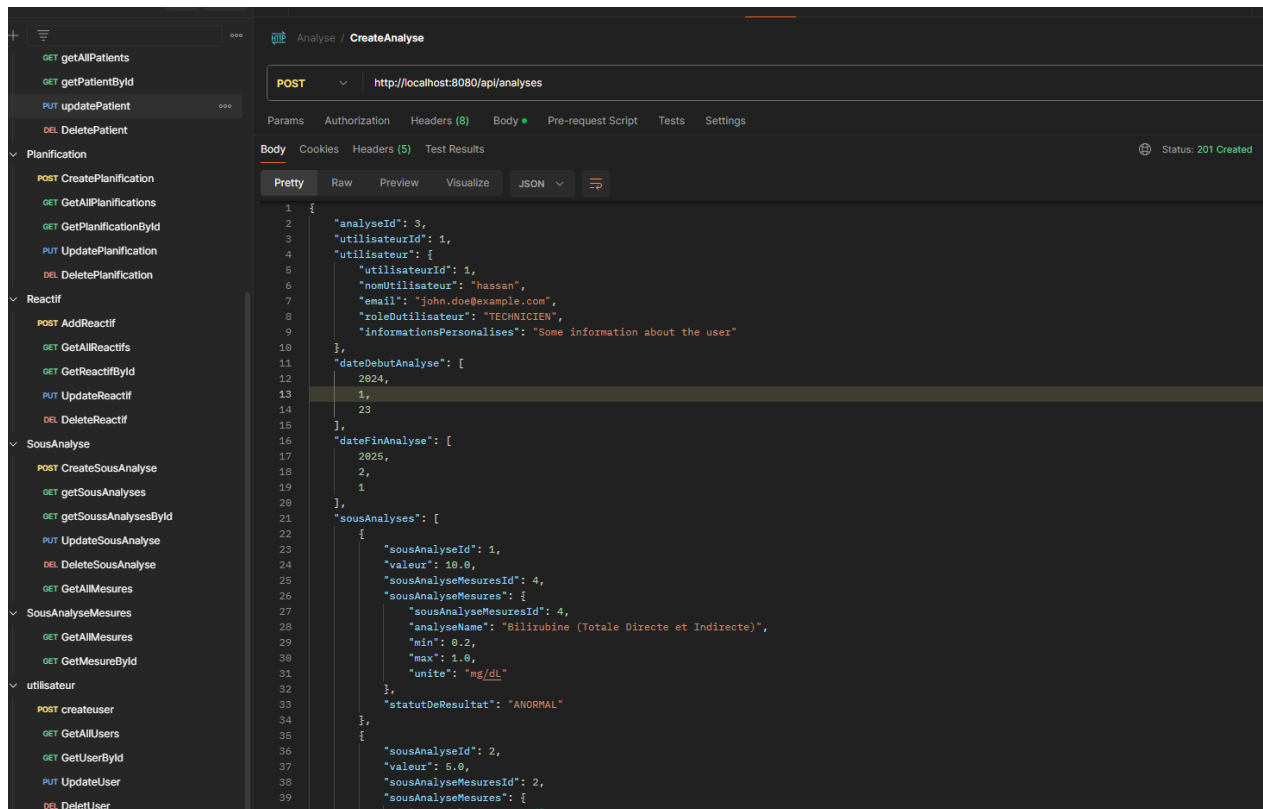 GET getAllPatients
GET getPatientById
PUT updatePatient
DEL DeletePatient
Planification
POST CreatePlanification
GET GetAllPlanifications
GET GetPlanificationById
PUT UpdatePlanification
DEL DeletePlanification
Reactif
POST AddReactif
GET GetAllReactifs
GET GetReactifById
PUT UpdateReactif
DEL DeleteReactif
SousAnalyse
POST CreateSousAnalyse
GET getSousAnalyses
GET getSoussAnalysesById
PUT UpdateSousAnalyse
DEL DeleteSousAnalyse
GET GetAllMesures
SousAnalyseMesures
GET GetAllMesures
GET GetMesureById
utilisateur
POST createuser
GET GetAllUsers
GET GetUserById
PUT UpdateUser
DEL DeletUser
HTTP Analyse / CreateAnalyse
POST http://localhost:8080/api/analyses
Params Authorization Headers (8) Body Pre-request Script Tests Settings
Body Cookies Headers (5) Test Results Status: 201 Created
Pretty Raw Preview Visualize JSON
1 {
2 "analyseId": 3,
3 "utilisateurId": 1,
4 "utilisateur": {
5 "utilisateurId": 1,
6 "nomUtilisateur": "hassan",
7 "email": "john.doe@example.com",
8 "roleDutilisateur": "TECHNICIEN",
9 "informationsPersonalises": "Some information about the user"
10 },
11 "dateDebutAnalyse": [
12 2024,
13 1,
14 23
15 ],
16 "dateFinAnalyse": [
17 2025,
18 2,
19 1
20 ],
21 "sousAnalyses": [
22 {
23 "sousAnalyseId": 1,
24 "valeur": 10.0,
25 "sousAnalyseMesuresId": 4,
26 "sousAnalyseMesures": {
27 "sousAnalyseMesuresId": 4,
28 "analyseName": "Bilirubine (Totale Directe et Indirecte)",
29 "min": 0.2,
30 "max": 1.0,
31 "unite": "mg/dL"
32 },
33 "statutDeResultat": "ANORMAL"
34 },
35 {
36 "sousAnalyseId": 2,
37 "valeur": 5.0,
38 "sousAnalyseMesuresId": 2,
39 "sousAnalyseMesures": {